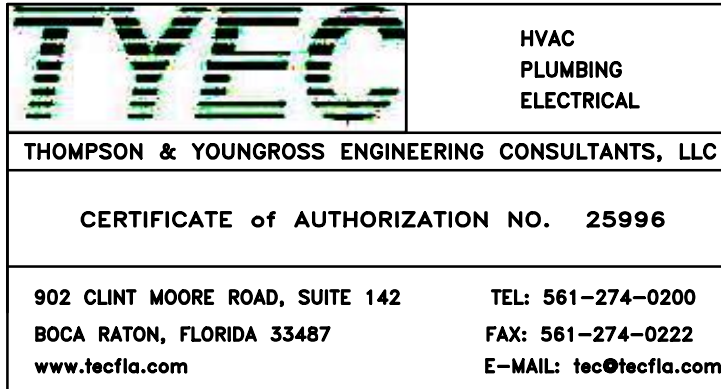 TYEC
HVAC
PLUMBING
ELECTRICAL
THOMPSON & YOUNGROSS ENGINEERING CONSULTANTS, LLC
CERTIFICATE of AUTHORIZATION NO. 25996
902 CLINT MOORE ROAD, SUITE 142
BOCA RATON, FLORIDA 33487
www.tecfla.com
TEL: 561-274-0200
FAX: 561-274-0222
E-MAIL: tec@tecfla.com